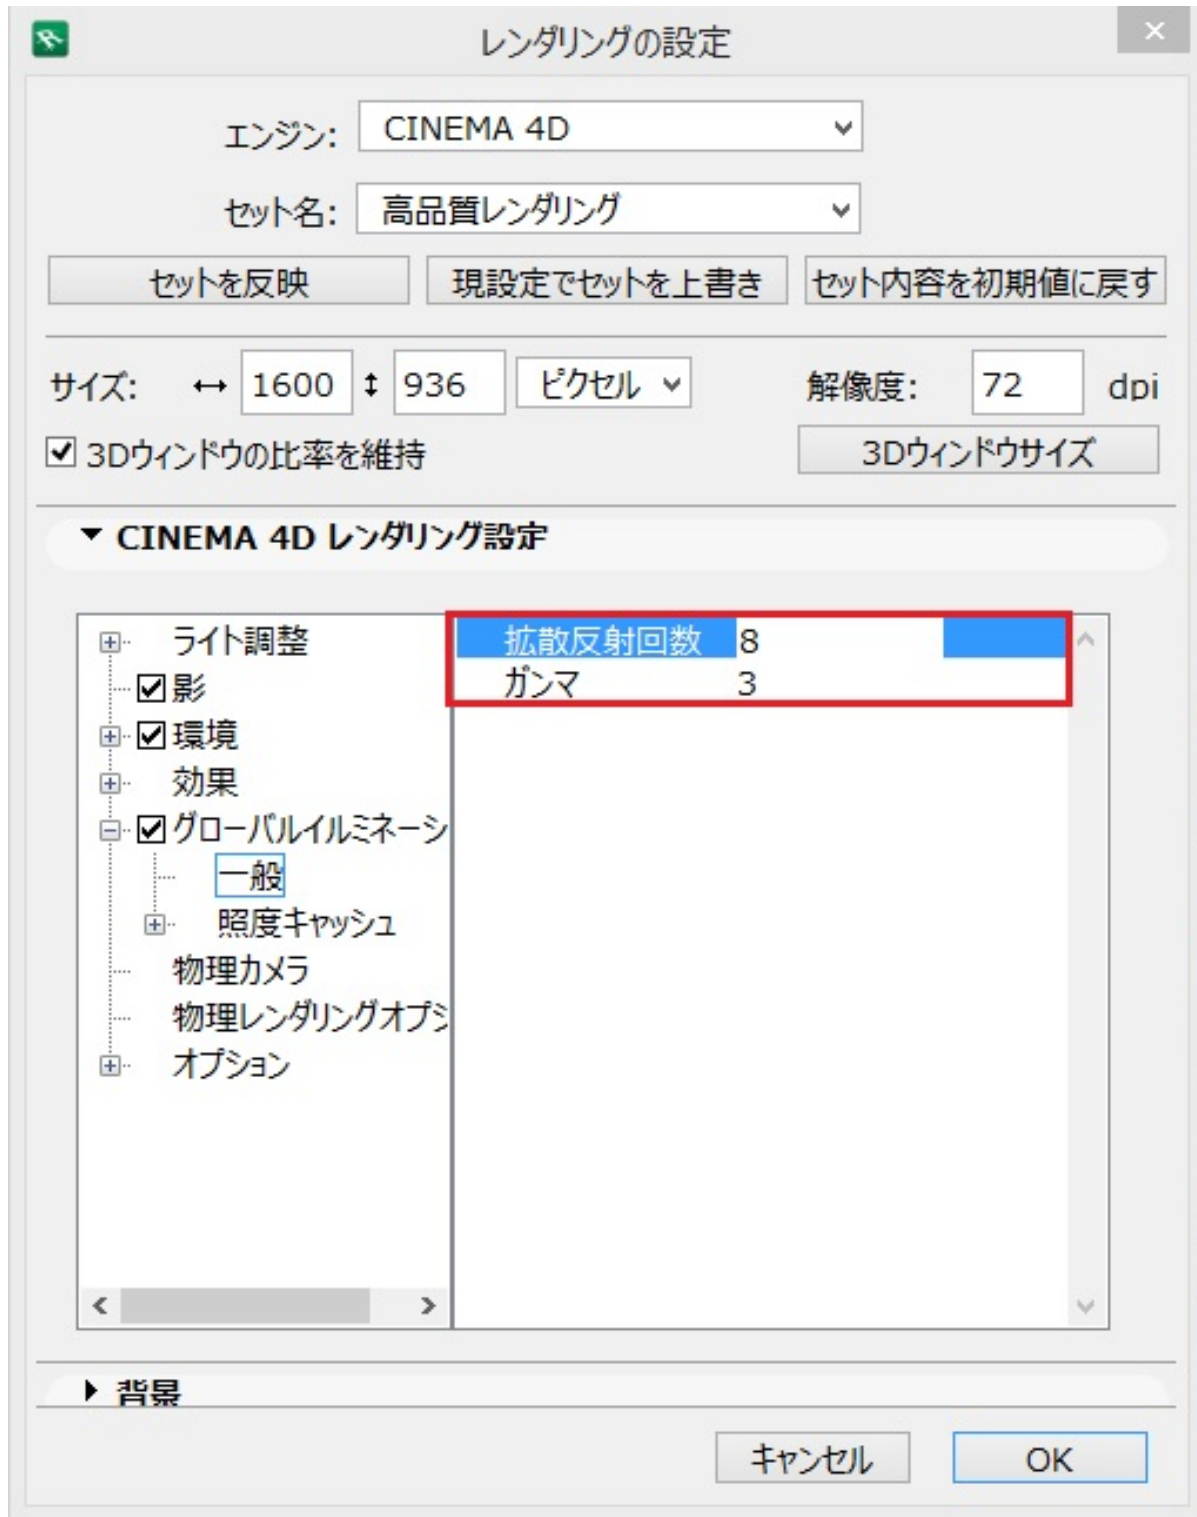 レンダリングの設定
エンジン: CINEMA 4D
セット名: 高品質レンダリング
セットを反映 現設定でセットを上書き セット内容を初期値に戻す
サイズ: 1600 936 ピクセル 解像度: 72 dpi
3Dウィンドウの比率を維持 3Dウィンドウサイズ
CINEMA 4D レンダリング設定
ライト調整
影
環境
効果
グローバルイルミネーシ
一般
照度キャッシュ
物理カメラ
物理レンダリングオプシ
オプション
拡散反射回数 8
ガンマ 3
背景
キャンセル OK